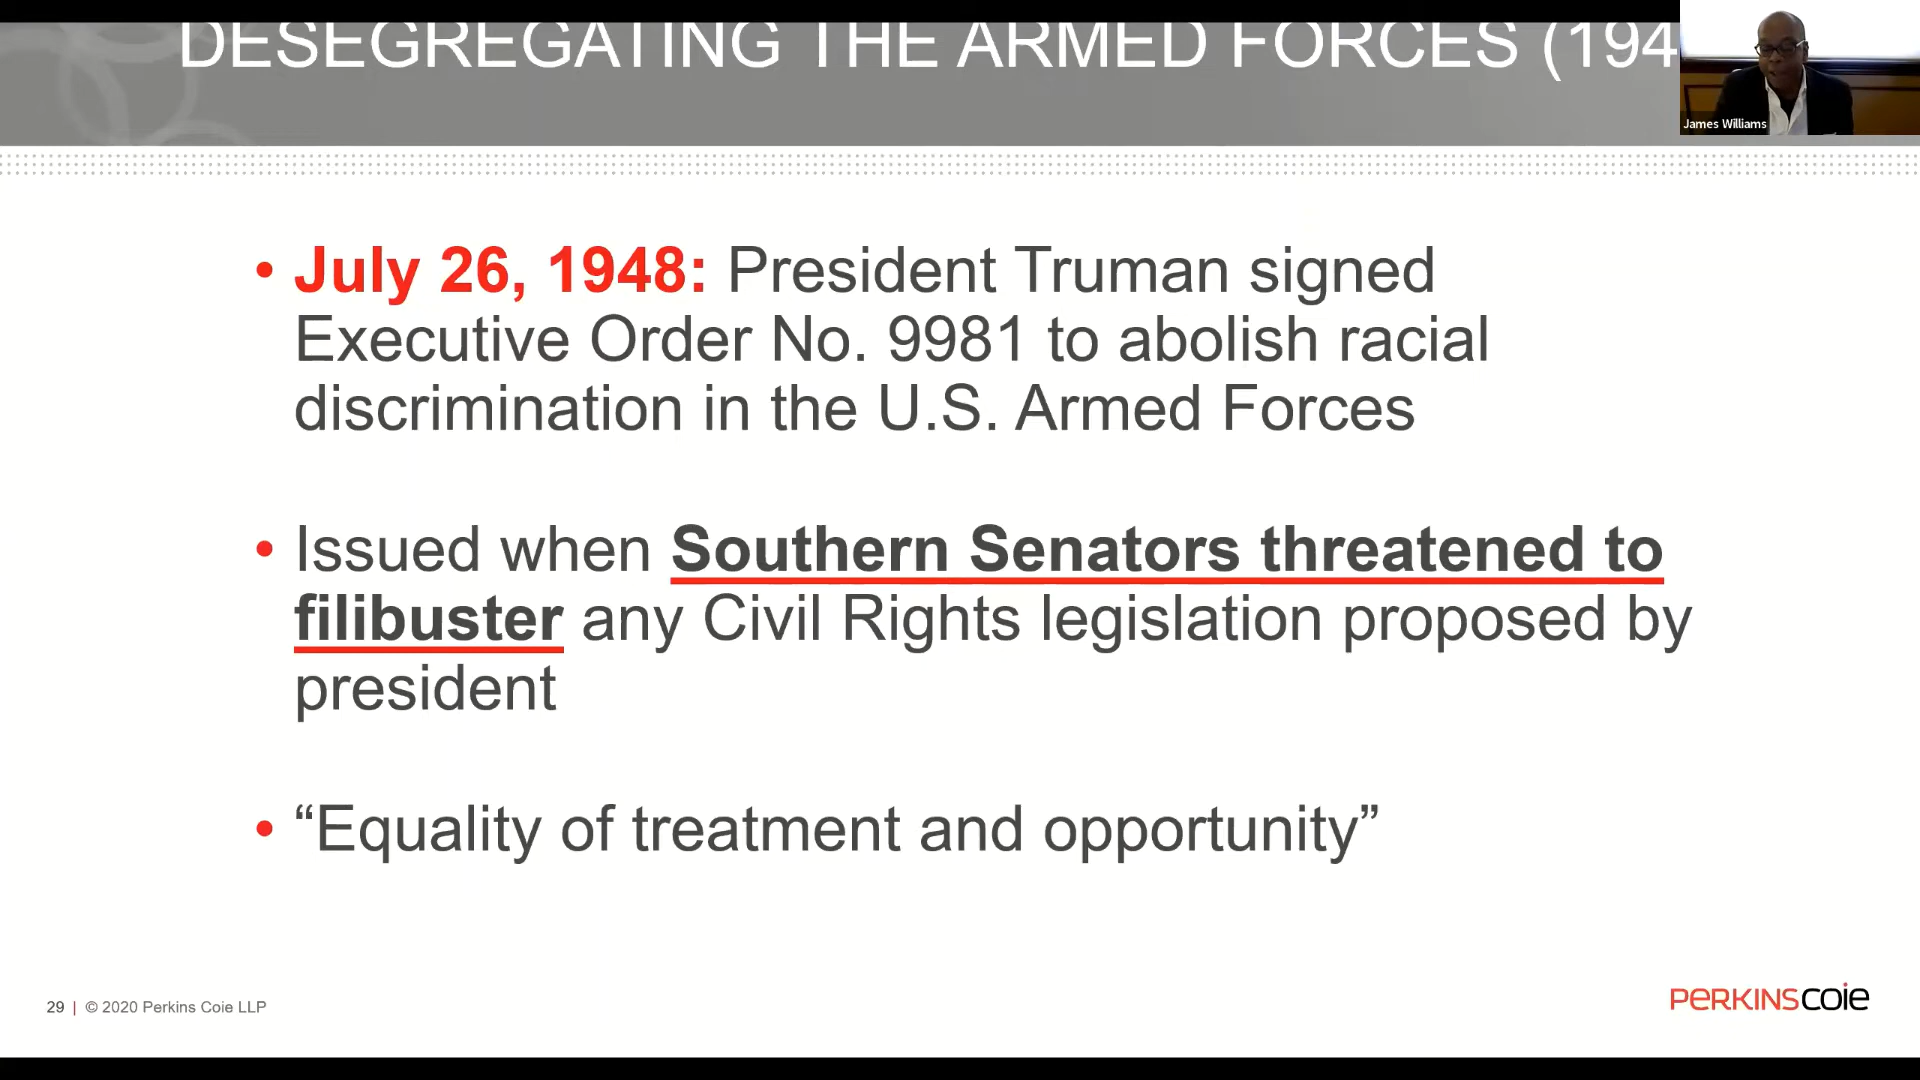 DESEGREGATING THE ARMED FORCES (194
James Williams
• July 26, 1948: President Truman signed
Executive Order No. 9981 to abolish racial
discrimination in the U.S. Armed Forces
• Issued when Southern Senators threatened to
filibuster any Civil Rights legislation proposed by
president
• “Equality of treatment and opportunity”
29 | © 2020 Perkins Coie LLP
PERKINSCOIE